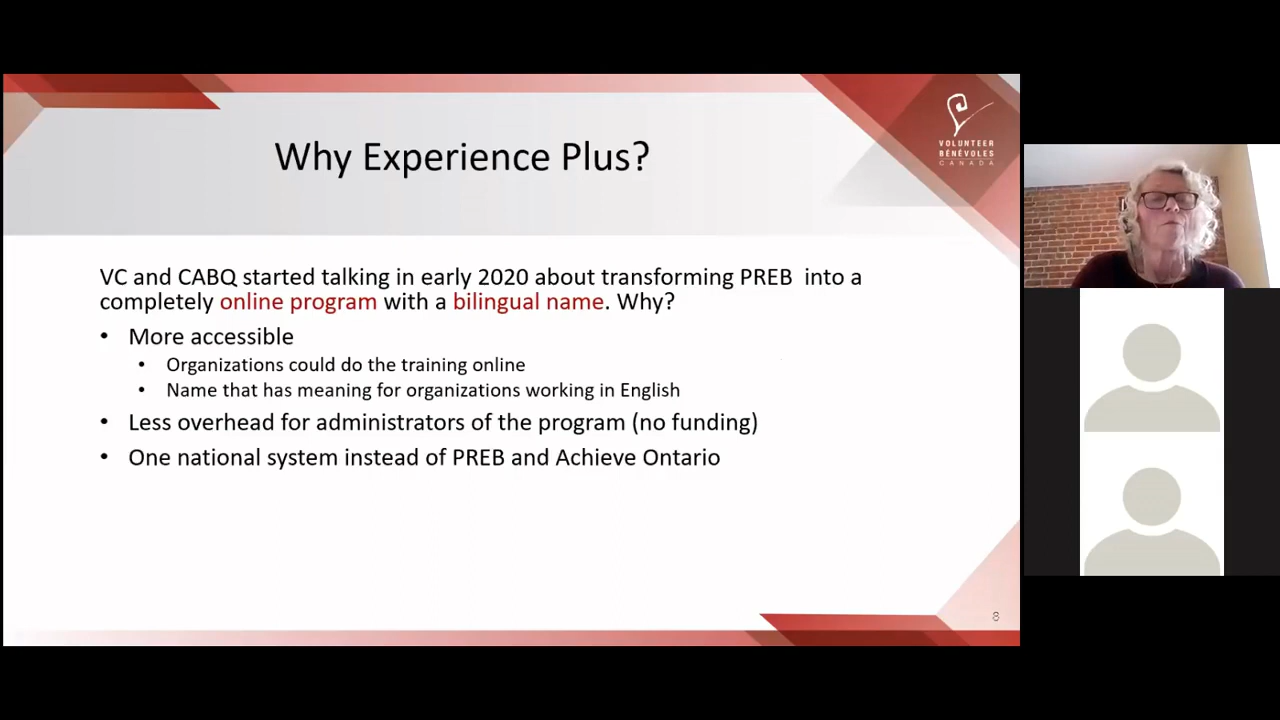 Why Experience Plus?
VOLUNTEER
BÉNÉVOLES
CANADA
VC and CABQ started talking in early 2020 about transforming PREB into a
completely online program with a bilingual name. Why?
• More accessible
• Organizations could do the training online
• Name that has meaning for organizations working in English
• Less overhead for administrators of the program (no funding)
• One national system instead of PREB and Achieve Ontario
8